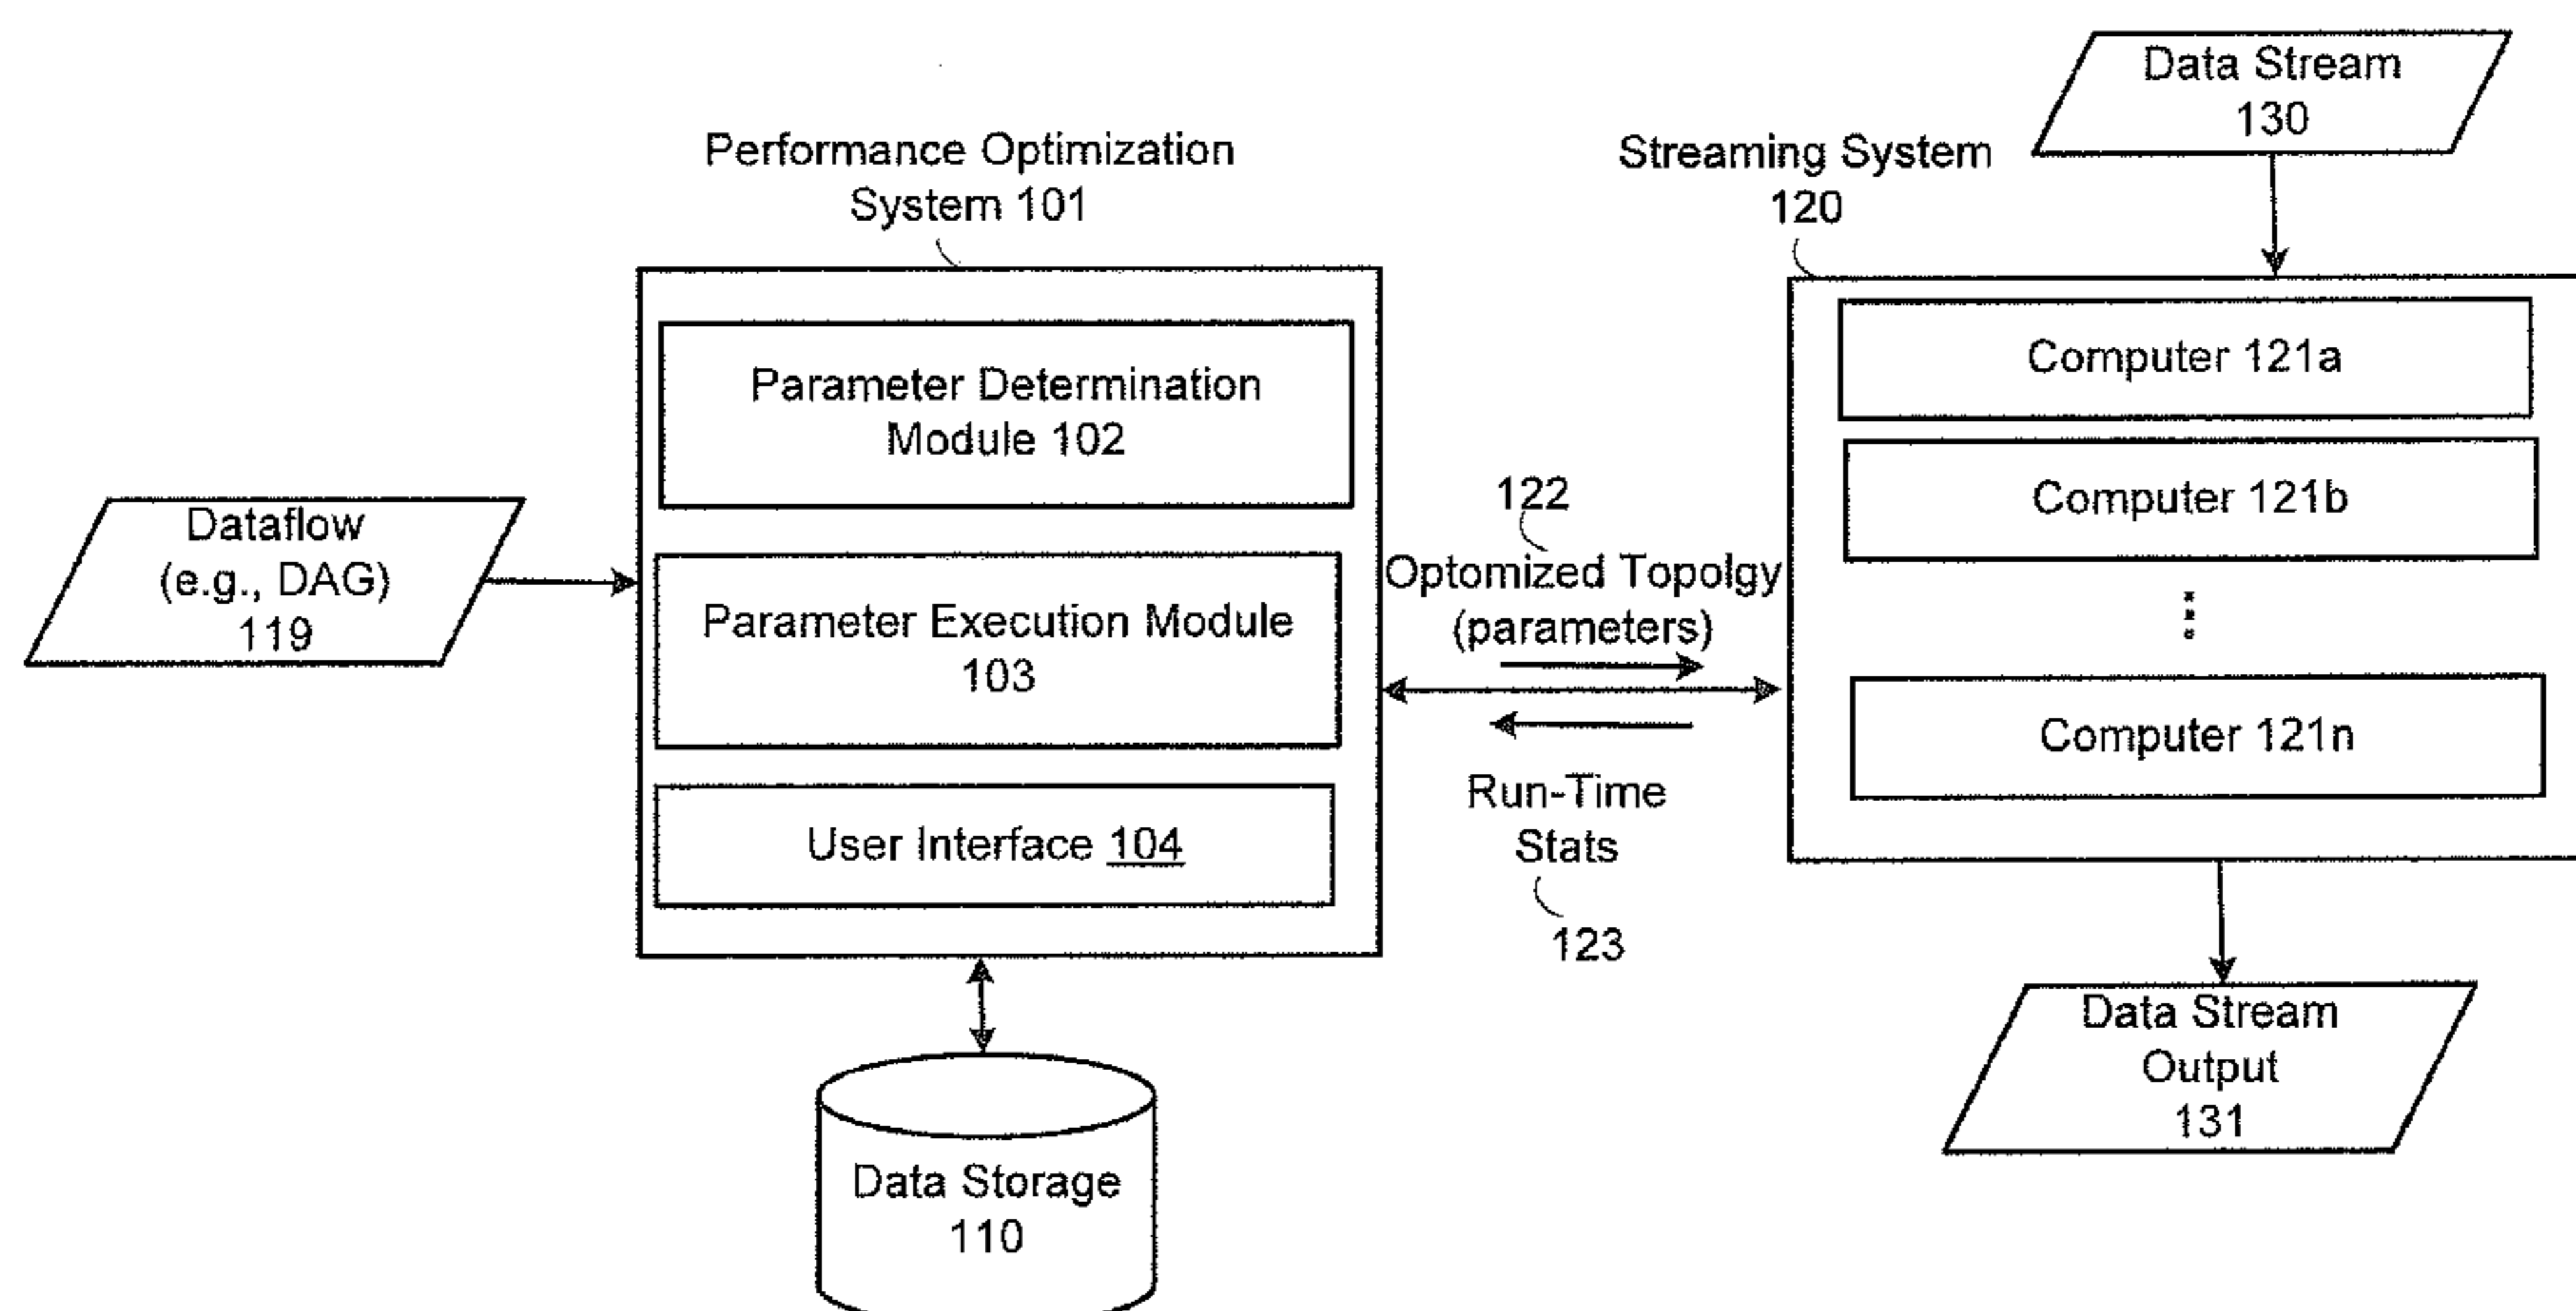 Data Stream
130
Performance Optimization
System 101
Streaming System
120
Parameter Determination
Module 102
Parameter Execution Module
103
User Interface 104
Dataflow
(e.g., DAG)
119
122
Optomized Topolgy
(parameters)
Run-Time
Stats
123
Computer 121a
Computer 121b
Computer 121n
Data Storage
110
Data Stream
Output
131